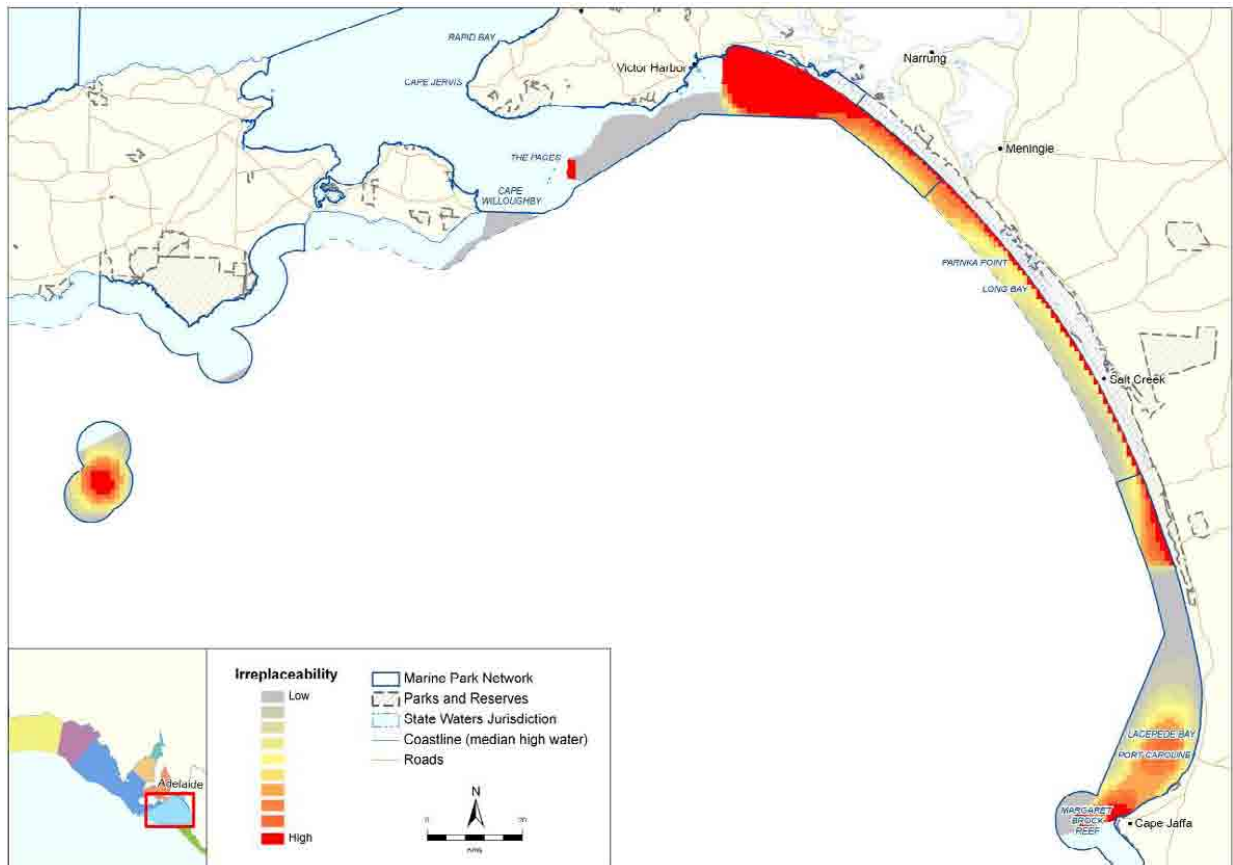 RAPID BAY
Victor Harbor
Narrung
CAPE JERVIS
Meningie
THE PAGES
CAPE
WILLOUGHBY
PARNKA POINT
LONG BAY
Salt Creek
LACEPEDE BAY
PORT CAROLINE
MARGARET
BROCK
REEF
Cape Jaffa
Adelaide
Irreplaceability
Low
High
Marine Park Network
Parks and Reserves
State Waters Jurisdiction
Coastline (median high water)
Roads
N
0